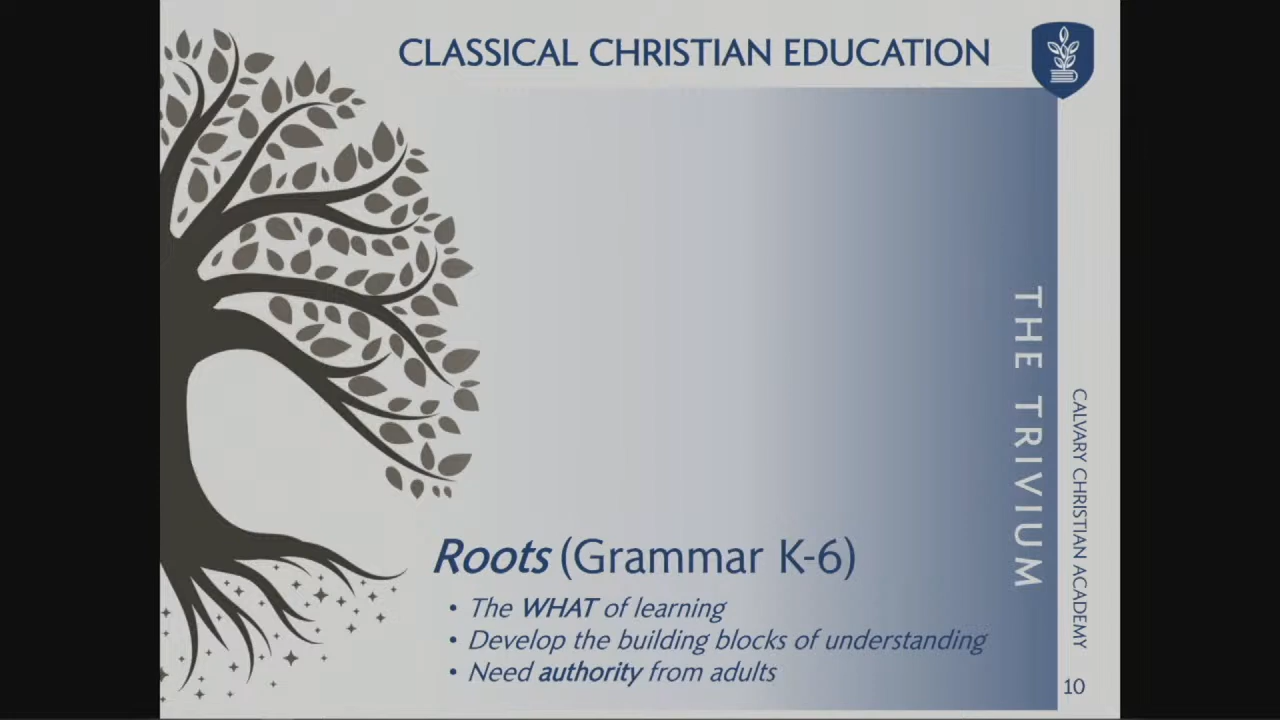 CLASSICAL CHRISTIAN EDUCATION
THE TRIVIUM
CALVARY CHRISTIAN ACADEMY
Roots (Grammar K-6)
• The WHAT of learning
• Develop the building blocks of understanding
• Need authority from adults
10